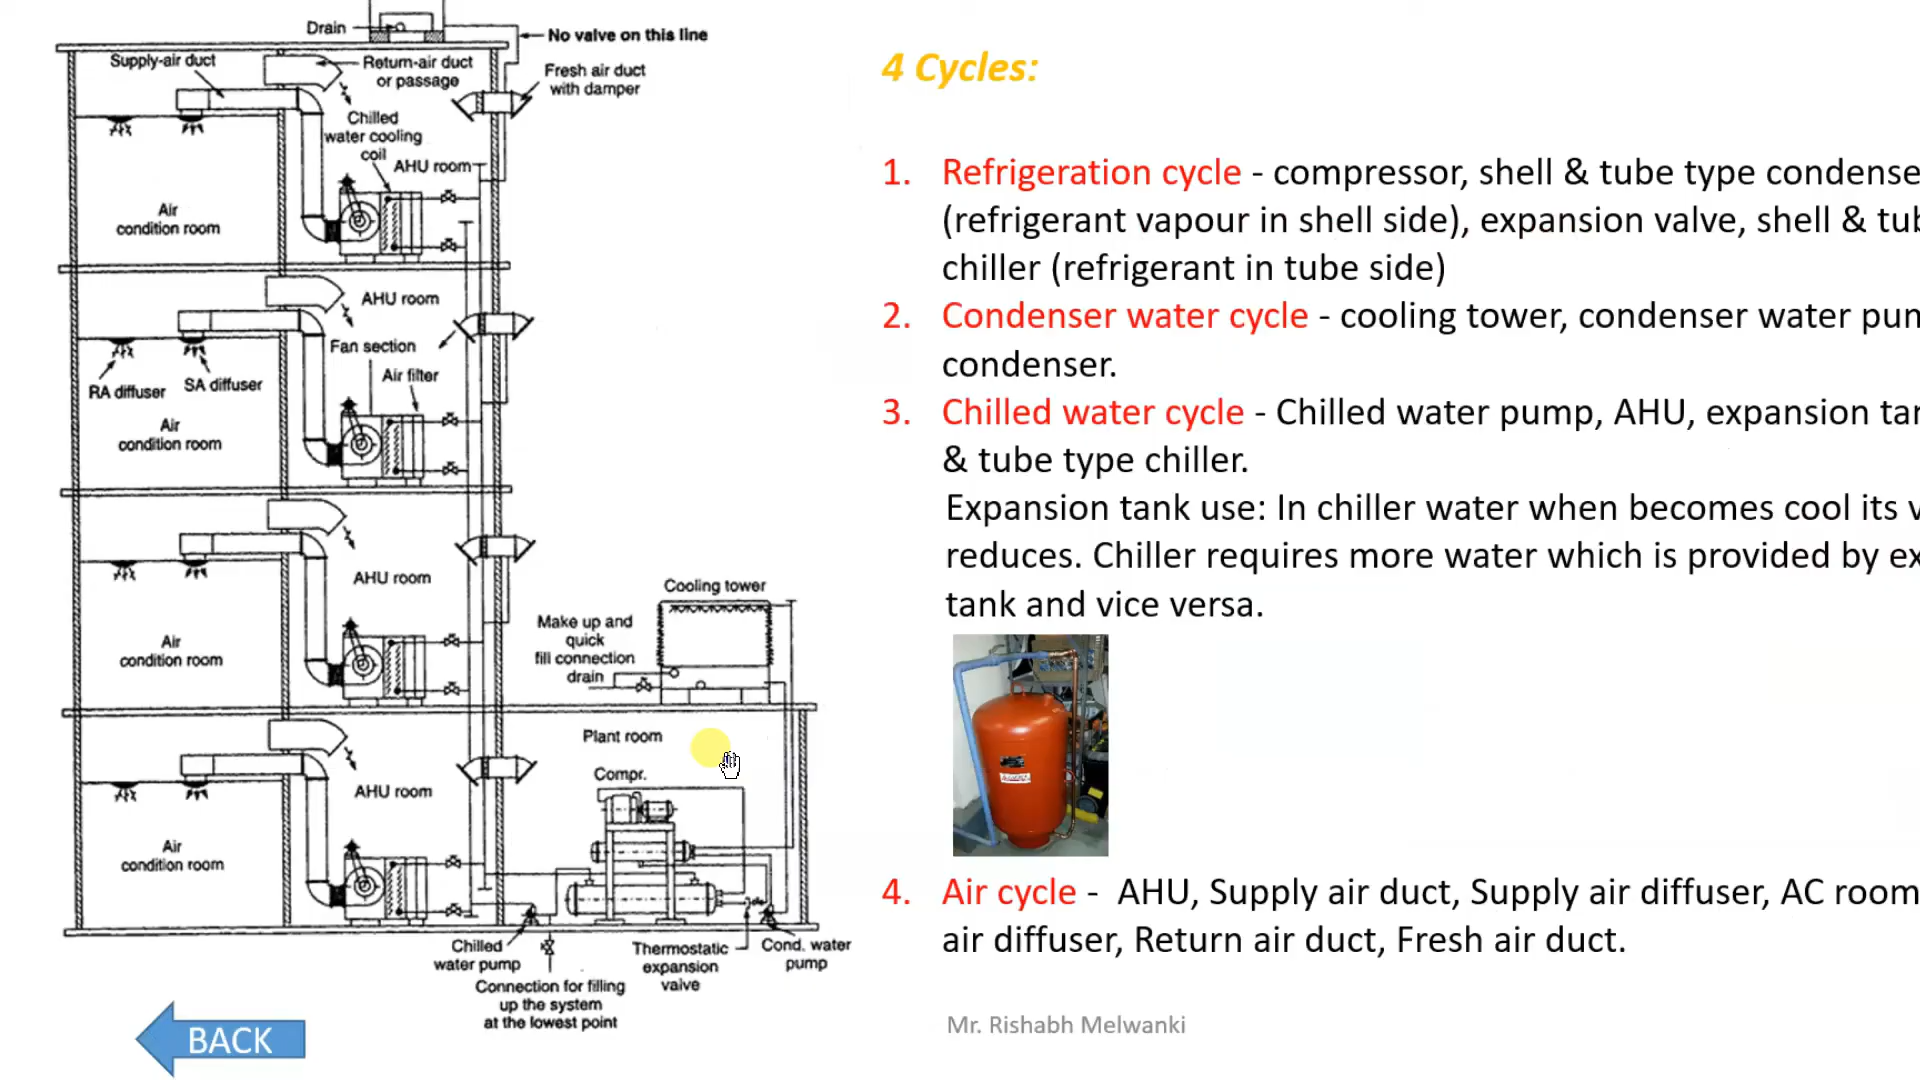 Drain
No valve on this line
Supply-air duct
Return-air duct
or passage
Fresh air duct
with damper
Chilled
water cooling
coil
AHU room
Air
condition room
AHU room
Fan section
Air filter
RA diffuser
SA diffuser
Air
condition room
AHU room
Air
condition room
Cooling tower
Make up and
quick
fill connection
drain
Plant room
Compr.
AHU room
Air
condition room
Chilled
water pump
Thermostatic
expansion
valve
Cond. water
pump
Connection for filling
up the system
at the lowest point
BACK
4 Cycles:
1. Refrigeration cycle - compressor, shell & tube type condense
(refrigerant vapour in shell side), expansion valve, shell & tub
chiller (refrigerant in tube side)
2. Condenser water cycle - cooling tower, condenser water pum
condenser.
3. Chilled water cycle - Chilled water pump, AHU, expansion tan
& tube type chiller.
Expansion tank use: In chiller water when becomes cool its v
reduces. Chiller requires more water which is provided by ex
tank and vice versa.
4. Air cycle - AHU, Supply air duct, Supply air diffuser, AC room
air diffuser, Return air duct, Fresh air duct.
Mr. Rishabh Melwanki